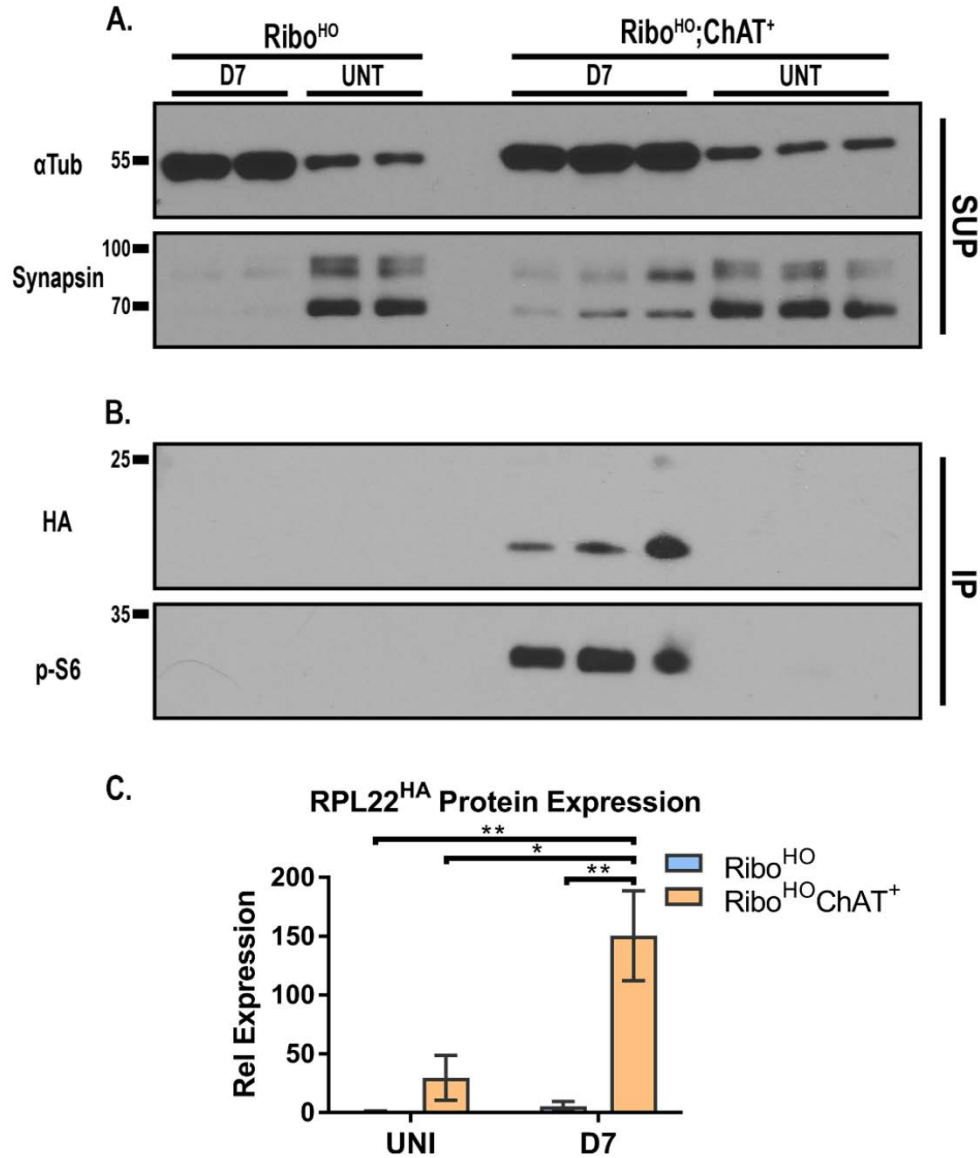 A.
Ribo^HO Ribo^HO;ChAT^+
D7 UNT D7 UNT
αTub 55
100
Synapsin
70
SUP
B.
25
HA
35
p-S6
IP
C.
RPL22^HA Protein Expression
**
*
**
Ribo^HO
Ribo^HOChAT^+
Rel Expression
200
150
100
50
0
UNI D7